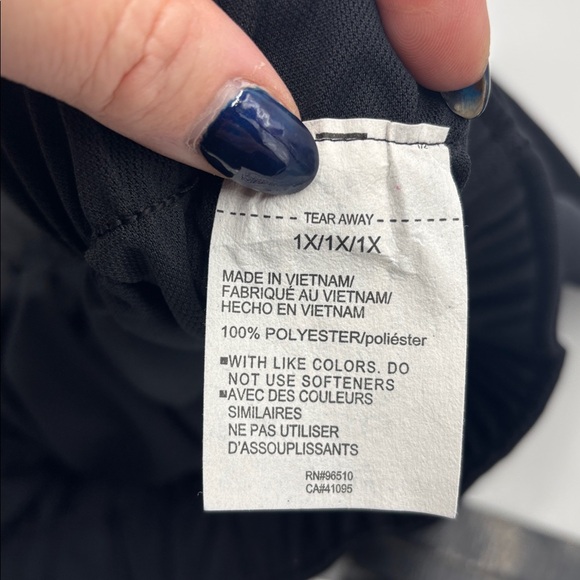 TEAR AWAY
1X/1X/1X
MADE IN VIETNAM/
FABRIQUÉ AU VIETNAM/
HECHO EN VIETNAM
100% POLYESTER/poliéster
■WITH LIKE COLORS. DO
NOT USE SOFTENERS
■AVEC DES COULEURS
SIMILAIRES
NE PAS UTILISER
D'ASSOUPLISSANTS
RN#96510
CA#41095